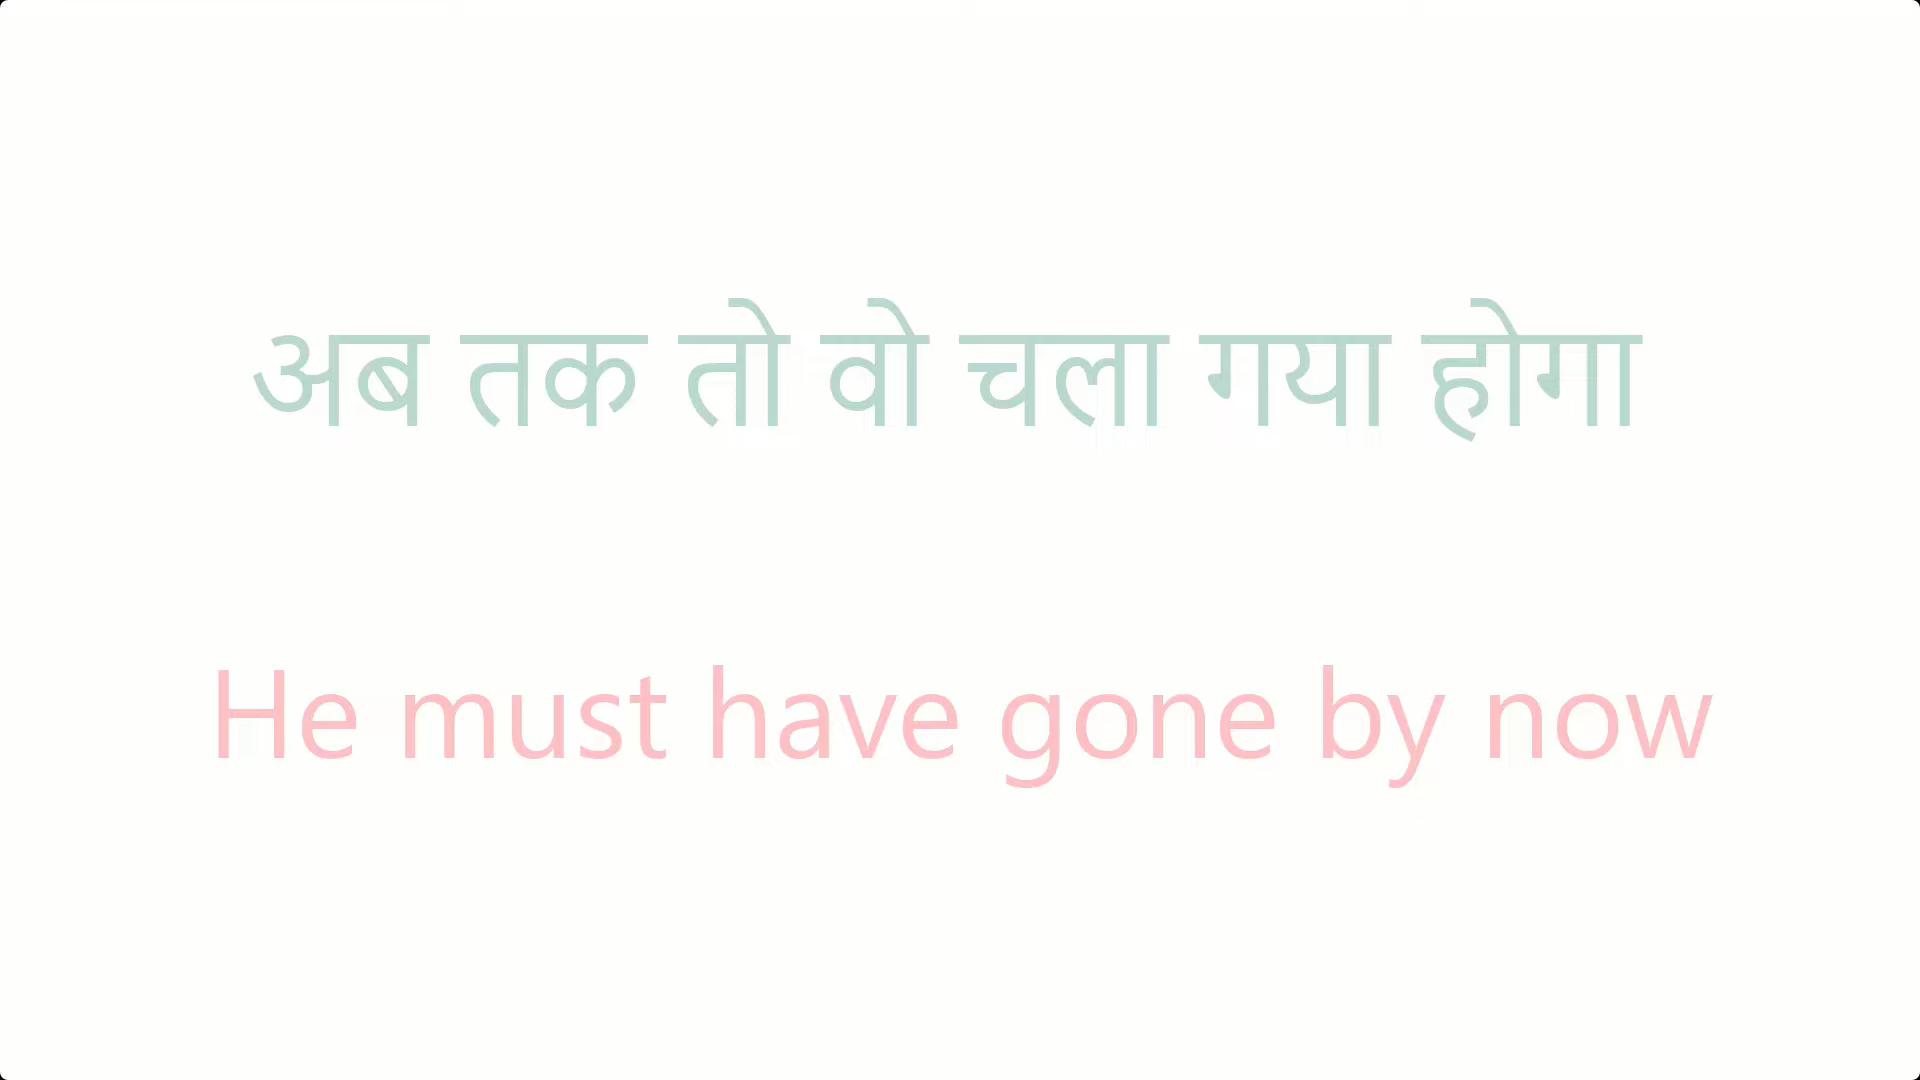 अब तक तो वो चला गया होगा
He must have gone by now